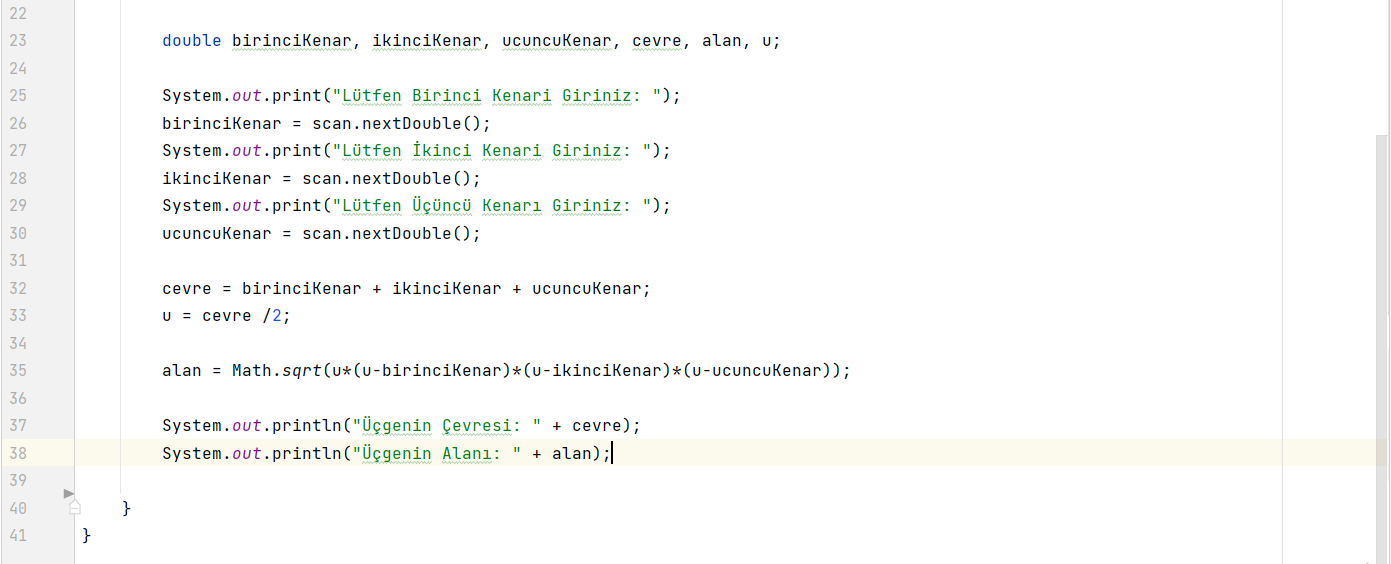 22
23 double birinciKenar, ikinciKenar, ucuncuKenar, cevre, alan, u;
24
25 System.out.print("Lütfen Birinci Kenari Giriniz: ");
26 birinciKenar = scan.nextDouble();
27 System.out.print("Lütfen İkinci Kenari Giriniz: ");
28 ikinciKenar = scan.nextDouble();
29 System.out.print("Lütfen Üçüncü Kenarı Giriniz: ");
30 ucuncuKenar = scan.nextDouble();
31
32 cevre = birinciKenar + ikinciKenar + ucuncuKenar;
33 u = cevre /2;
34
35 alan = Math.sqrt(u*(u-birinciKenar)*(u-ikinciKenar)*(u-ucuncuKenar));
36
37 System.out.println("Üçgenin Çevresi: " + cevre);
38 System.out.println("Üçgenin Alanı: " + alan);
39
40 }
41 }